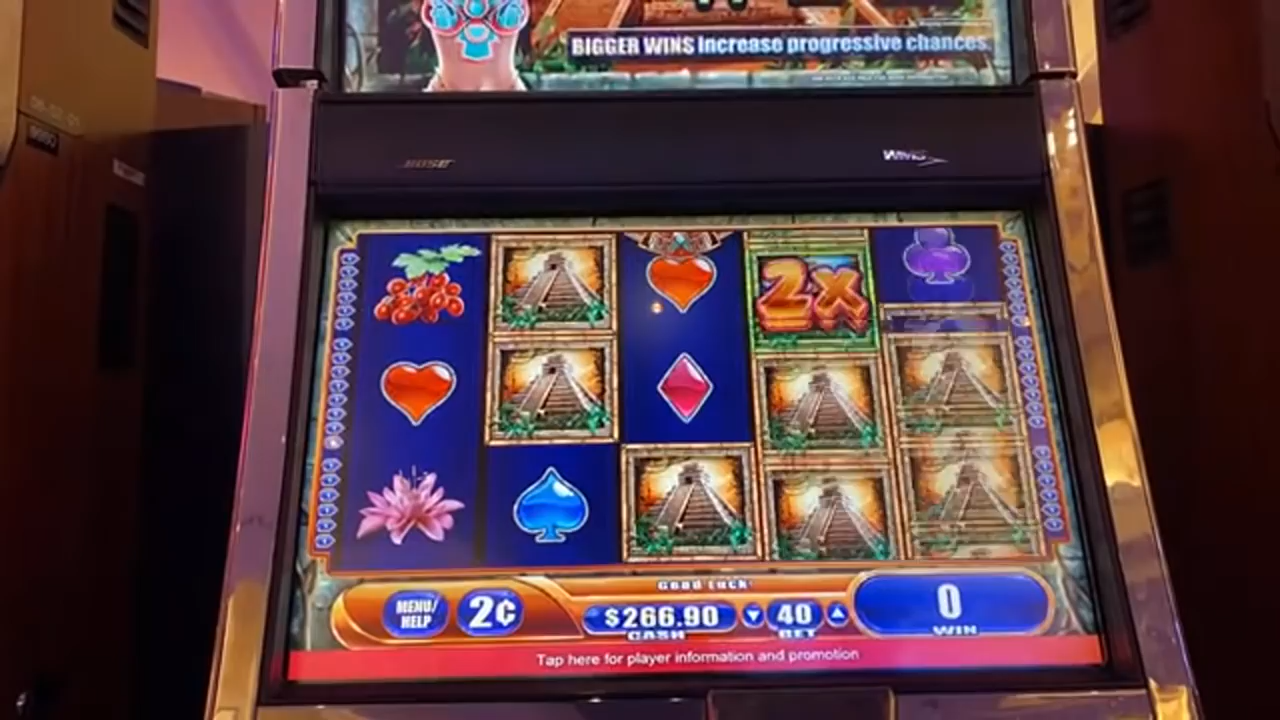 BIGGER WINS Increase progressive chances.
BOSE
WMS
2x
Good Luck!
MENU/
HELP
2¢
$266.90
CASH
40
BET
0
WIN
Tap here for player information and promotion